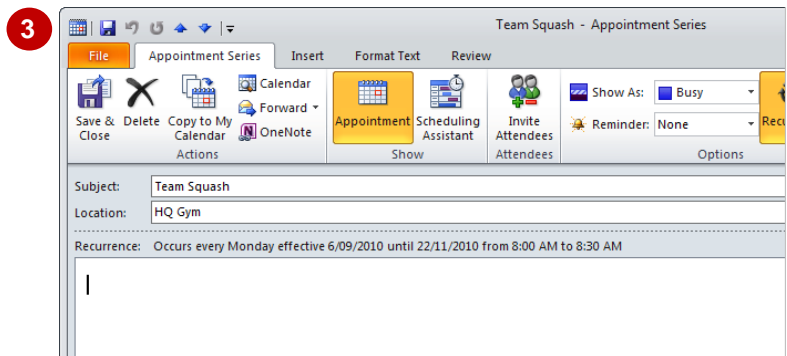 3
Team Squash - Appointment Series
File Appointment Series Insert Format Text Review
Save & Close
Delete
Copy to My Calendar
Calendar
Forward
OneNote
Actions
Appointment
Scheduling Assistant
Show
Invite Attendees
Attendees
Show As: Busy
Reminder: None
Recu
Options
Subject: Team Squash
Location: HQ Gym
Recurrence: Occurs every Monday effective 6/09/2010 until 22/11/2010 from 8:00 AM to 8:30 AM